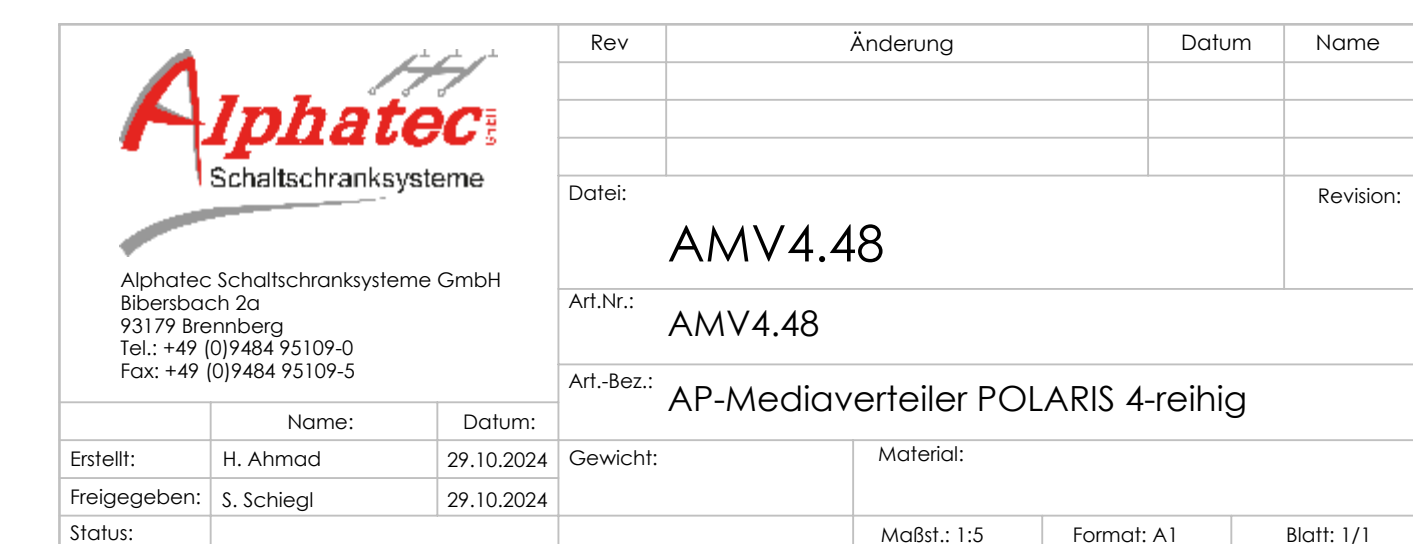 Alphatec GmbH
Schaltschranksysteme
Alphatec Schaltschranksysteme GmbH
Bibersbach 2a
93179 Brennberg
Tel.: +49 (0)9484 95109-0
Fax: +49 (0)9484 95109-5
Name: Datum:
Erstellt: H. Ahmad 29.10.2024
Freigegeben: S. Schiegl 29.10.2024
Status:
Rev Änderung Datum Name
Datei: Revision:
AMV4.48
Art.Nr.:
AMV4.48
Art.-Bez.:
AP-Mediaverteiler POLARIS 4-reihig
Gewicht: Material:
Maßst.: 1:5 Format: A1 Blatt: 1/1